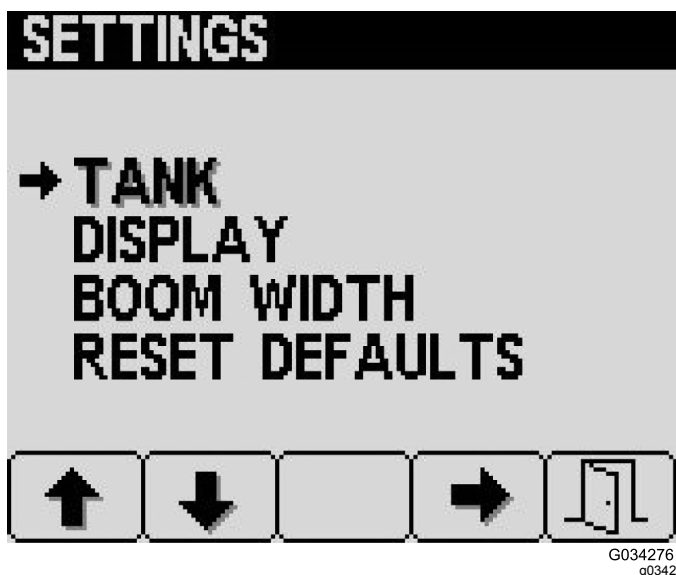 SETTINGS
TANK
DISPLAY
BOOM WIDTH
RESET DEFAULTS
G034276
g0342